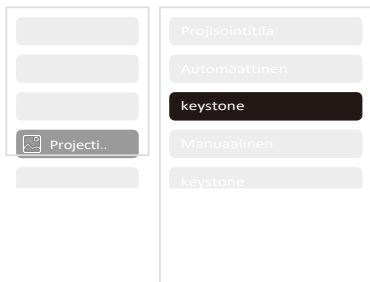 Projisointitila
Automaattinen
keystone
Projecti..
Manuaalinen
keystone